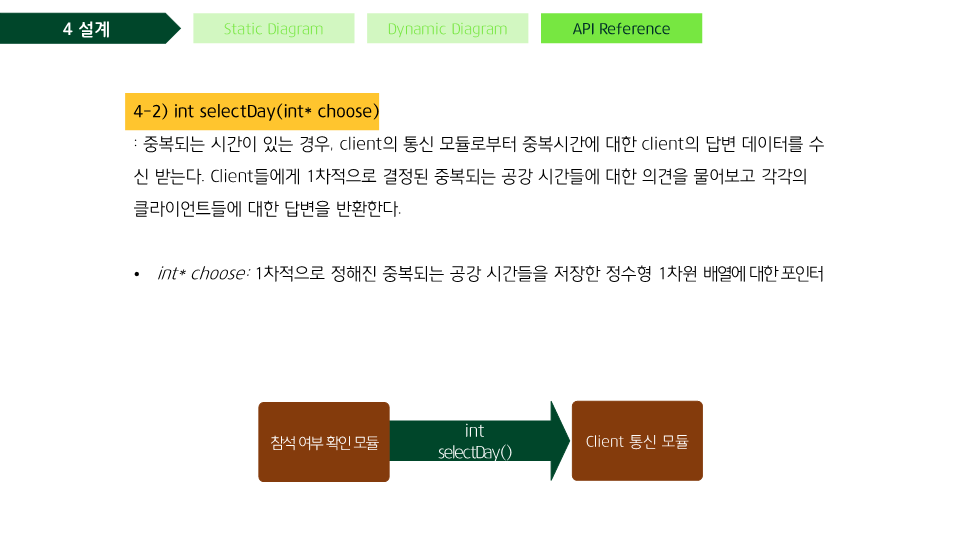 4 설계
Static Diagram
Dynamic Diagram
API Reference
4-2) int selectDay(int* choose)
: 중복되는 시간이 있는 경우, client의 통신 모듈로부터 중복시간에 대한 client의 답변 데이터를 수
신 받는다. Client들에게 1차적으로 결정된 중복되는 공강 시간들에 대한 의견을 물어보고 각각의
클라이언트들에 대한 답변을 반환한다.
• int* choose: 1차적으로 정해진 중복되는 공강 시간들을 저장한 정수형 1차원 배열에 대한 포인터
참석 여부 확인 모듈
int
selectDay()
Client 통신 모듈